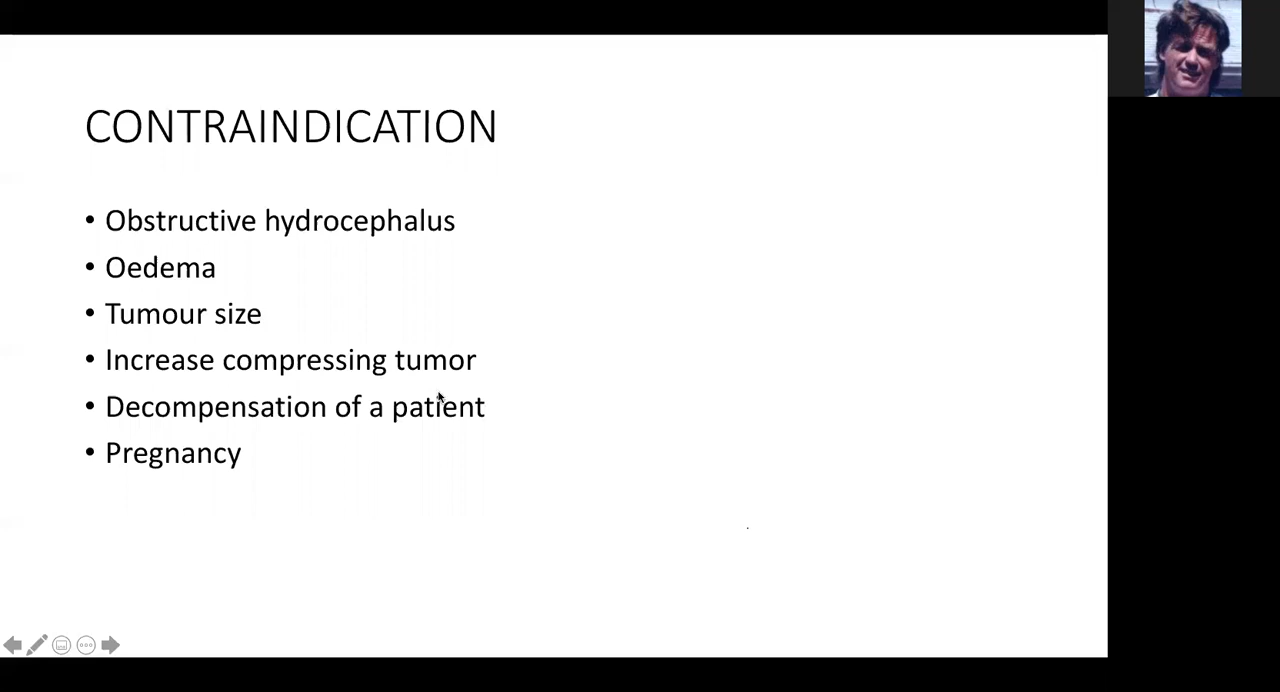 CONTRAINDICATION
• Obstructive hydrocephalus
• Oedema
• Tumour size
• Increase compressing tumor
• Decompensation of a patient
• Pregnancy